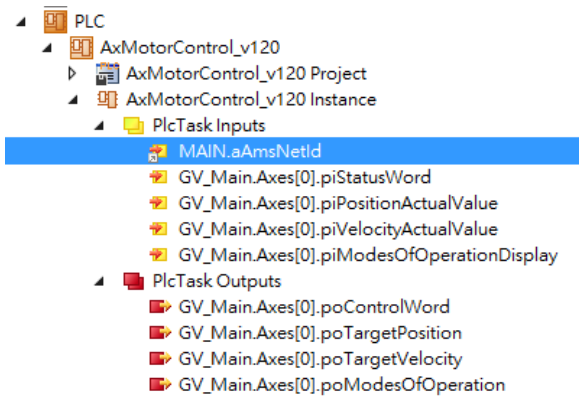 PLC
AxMotorControl_v120
AxMotorControl_v120 Project
AxMotorControl_v120 Instance
PlcTask Inputs
MAIN.aAmsNetId
GV_Main.Axes[0].piStatusWord
GV_Main.Axes[0].piPositionActualValue
GV_Main.Axes[0].piVelocityActualValue
GV_Main.Axes[0].piModesOfOperationDisplay
PlcTask Outputs
GV_Main.Axes[0].poControlWord
GV_Main.Axes[0].poTargetPosition
GV_Main.Axes[0].poTargetVelocity
GV_Main.Axes[0].poModesOfOperation